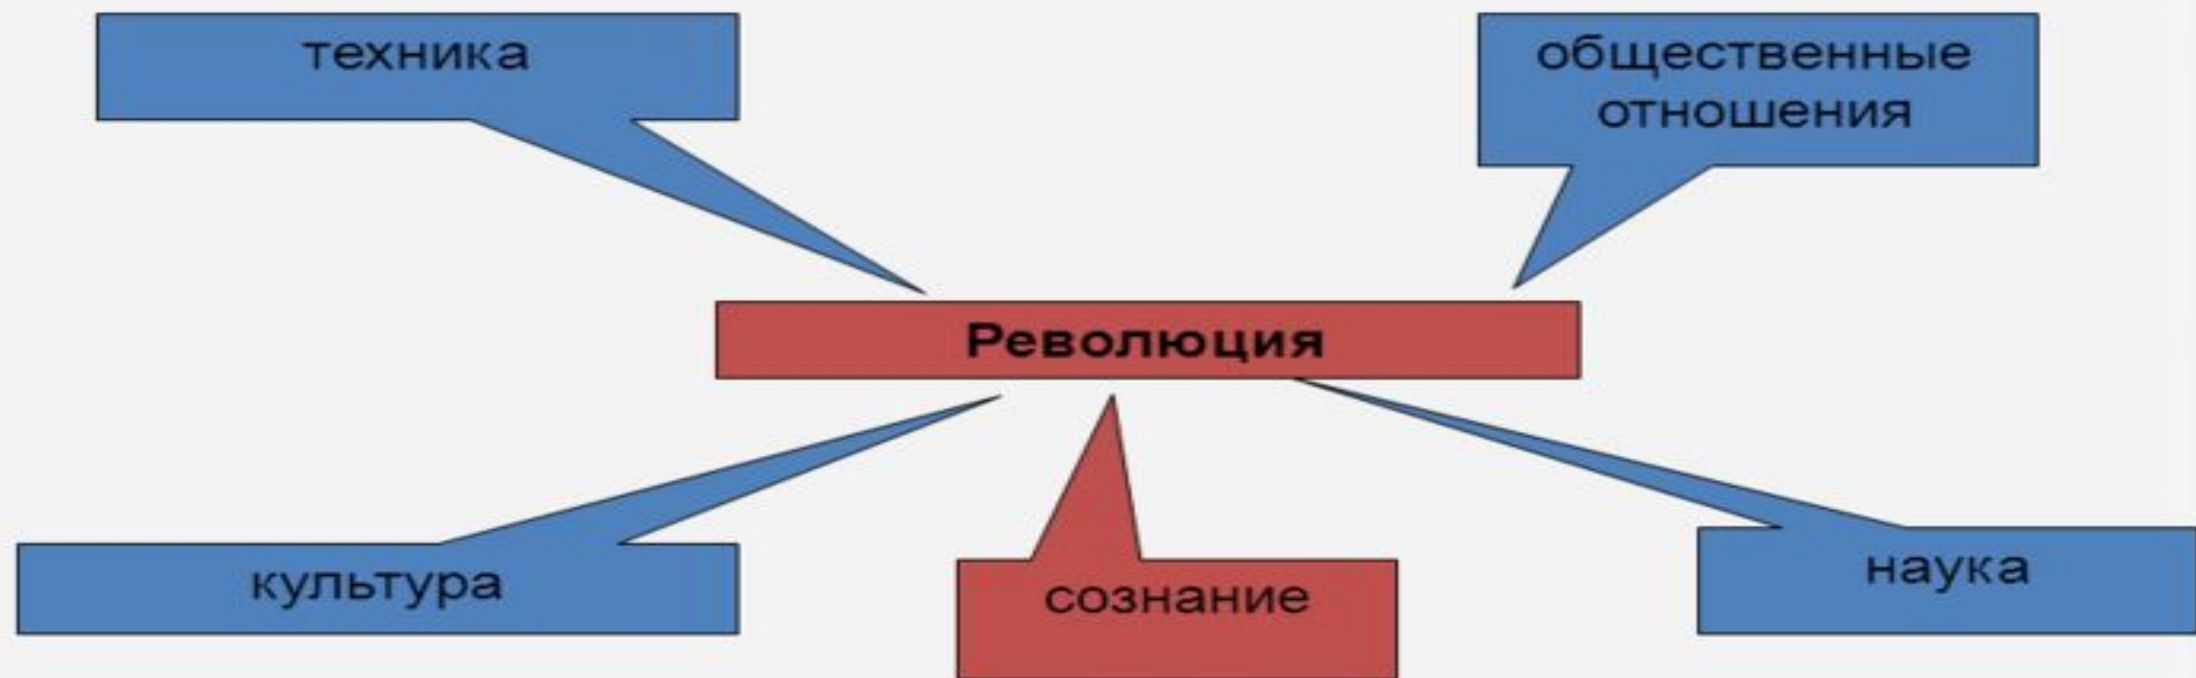 техника
общественные
отношения
Революция
культура
сознание
наука